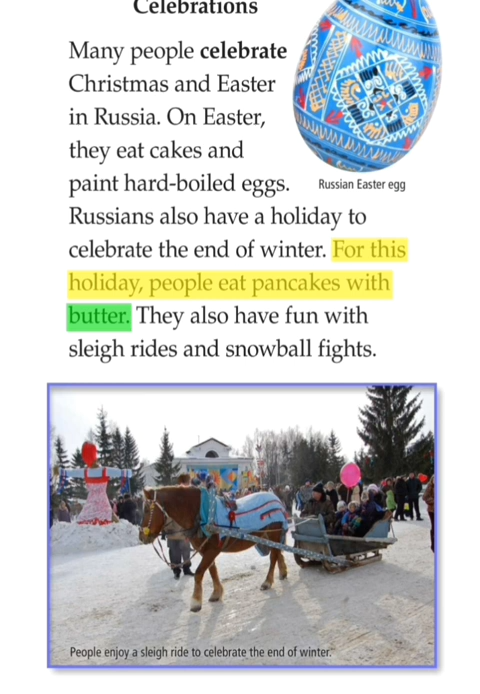 Celebrations
Many people celebrate
Christmas and Easter
in Russia. On Easter,
they eat cakes and
paint hard-boiled eggs.
Russian Easter egg
Russians also have a holiday to
celebrate the end of winter. For this
holiday, people eat pancakes with
butter. They also have fun with
sleigh rides and snowball fights.
People enjoy a sleigh ride to celebrate the end of winter.